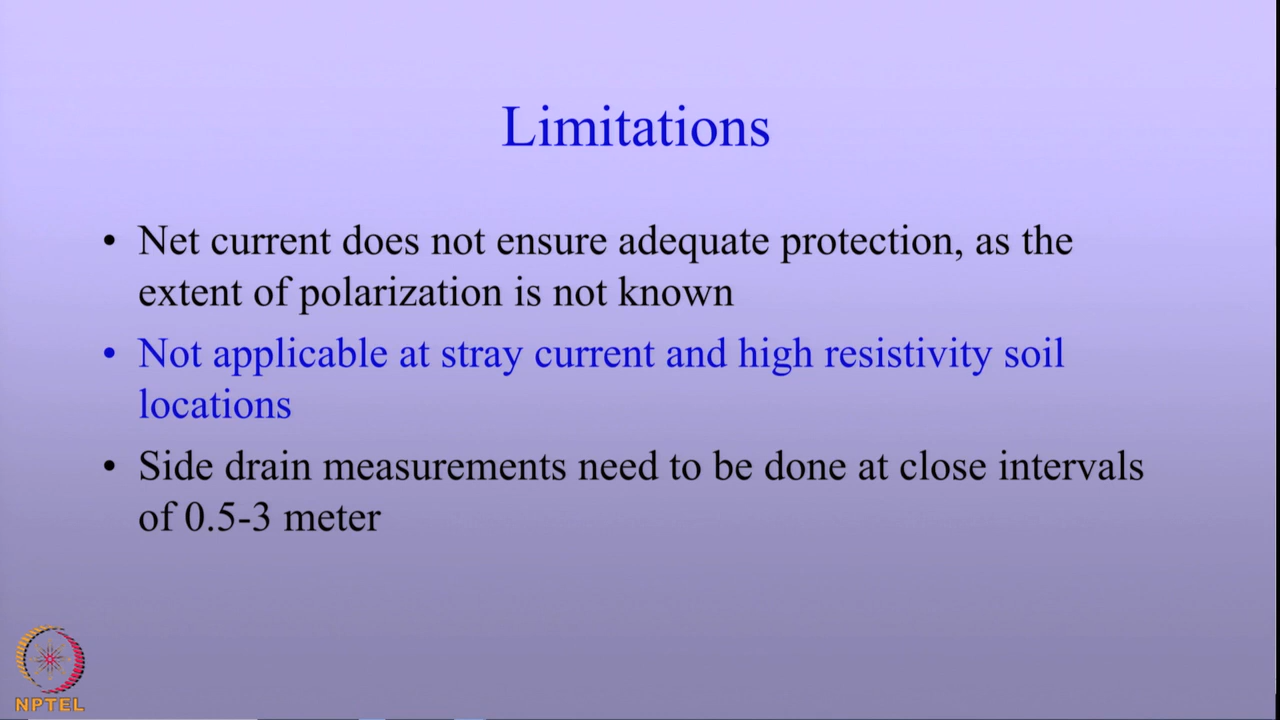 Limitations
• Net current does not ensure adequate protection, as the
extent of polarization is not known
• Not applicable at stray current and high resistivity soil
locations
• Side drain measurements need to be done at close intervals
of 0.5-3 meter
NPTEL